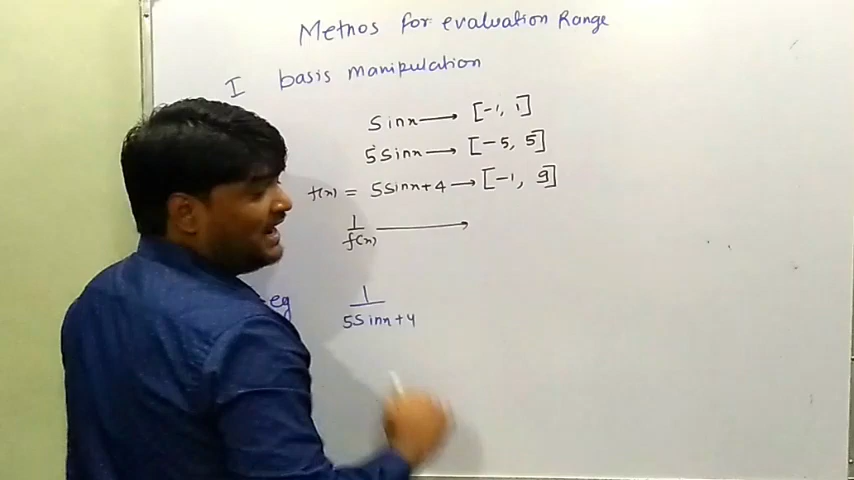 Methos for evaluation Range
I basis manipulation
Sinx → [-1, 1]
5Sinx → [-5, 5]
f(x) = 5Sinx+4 → [-1, 9]
1/f(x) →
eg 1/5Sinx+4